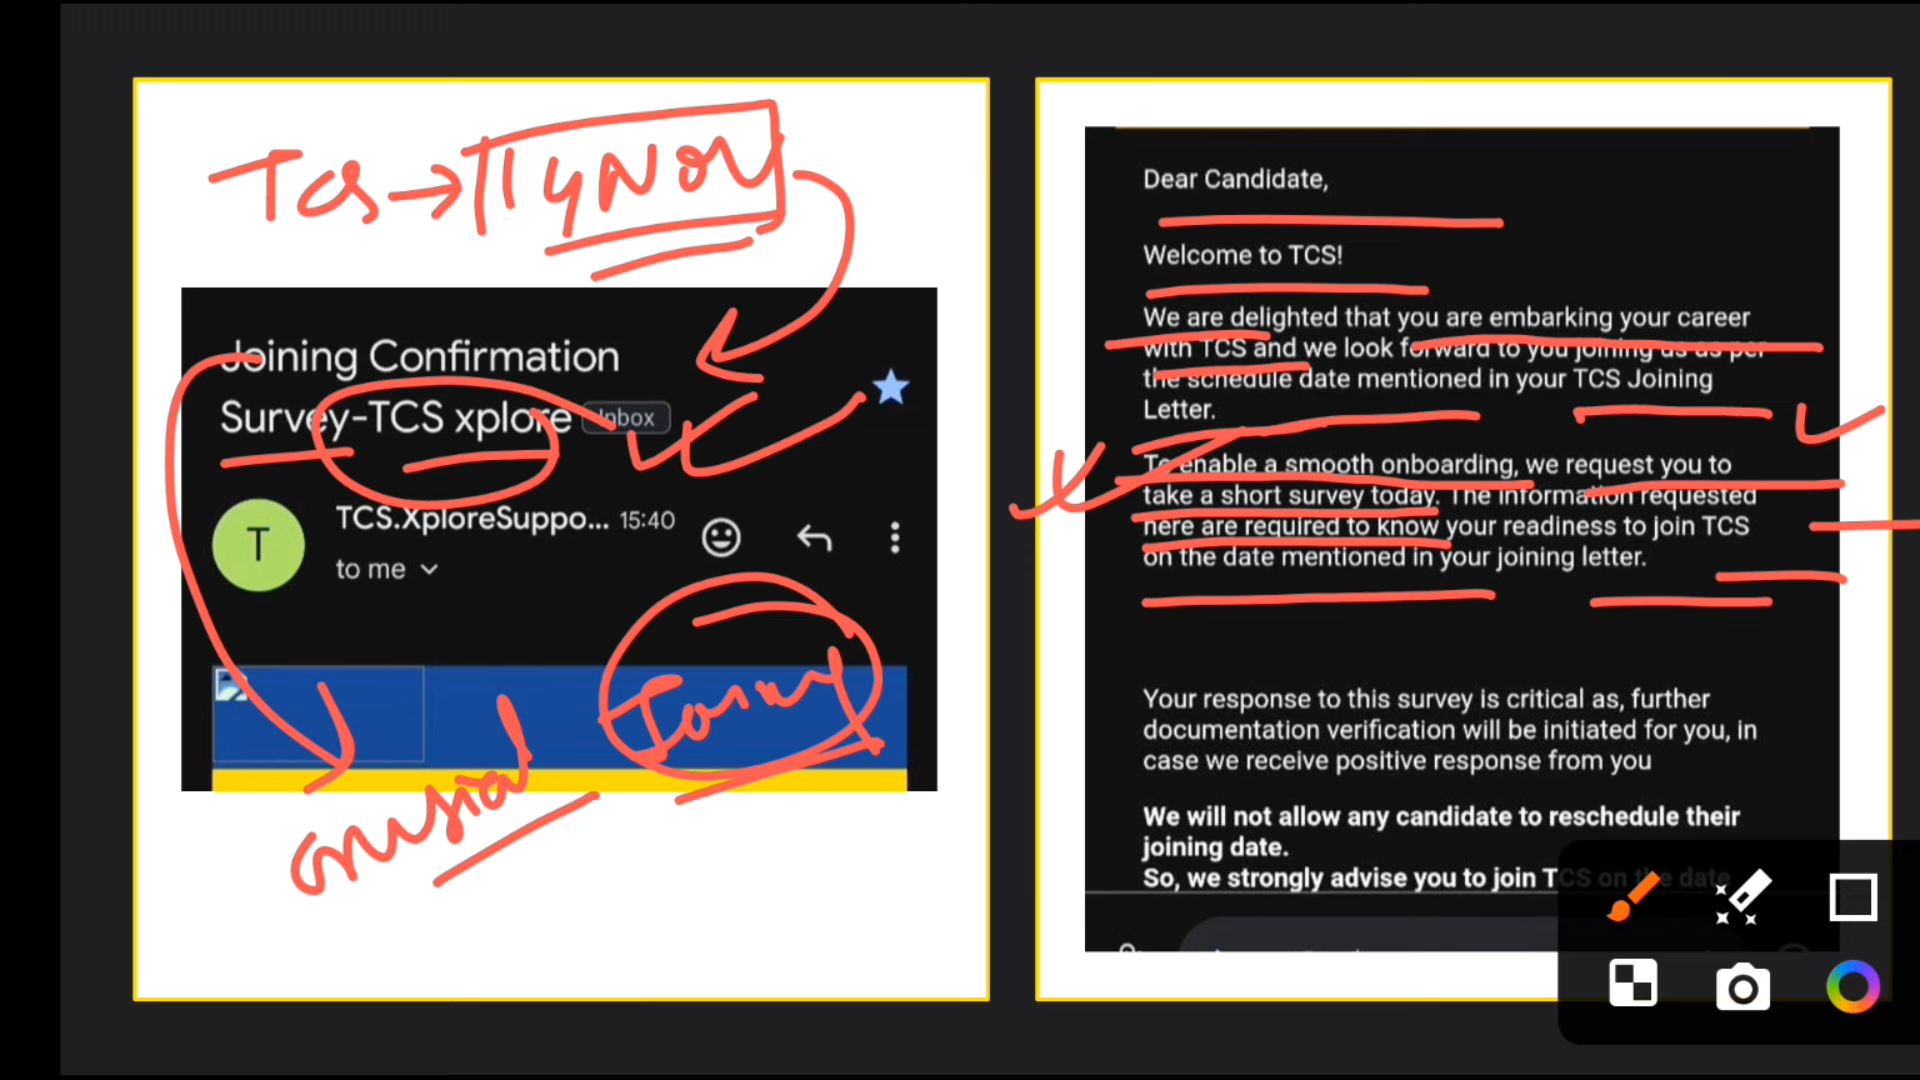 Tcs → 14 Nov
Joining Confirmation
Survey-TCS xplore Inbox
T
TCS.XploreSuppo... 15:40
to me
Dear Candidate,
Welcome to TCS!
We are delighted that you are embarking your career
with TCS and we look forward to you joining us as per
the schedule date mentioned in your TCS Joining
Letter.
To enable a smooth onboarding, we request you to
take a short survey today. The information requested
here are required to know your readiness to join TCS
on the date mentioned in your joining letter.
Your response to this survey is critical as, further
documentation verification will be initiated for you, in
case we receive positive response from you
We will not allow any candidate to reschedule their
joining date.
So, we strongly advise you to join TCS on the date